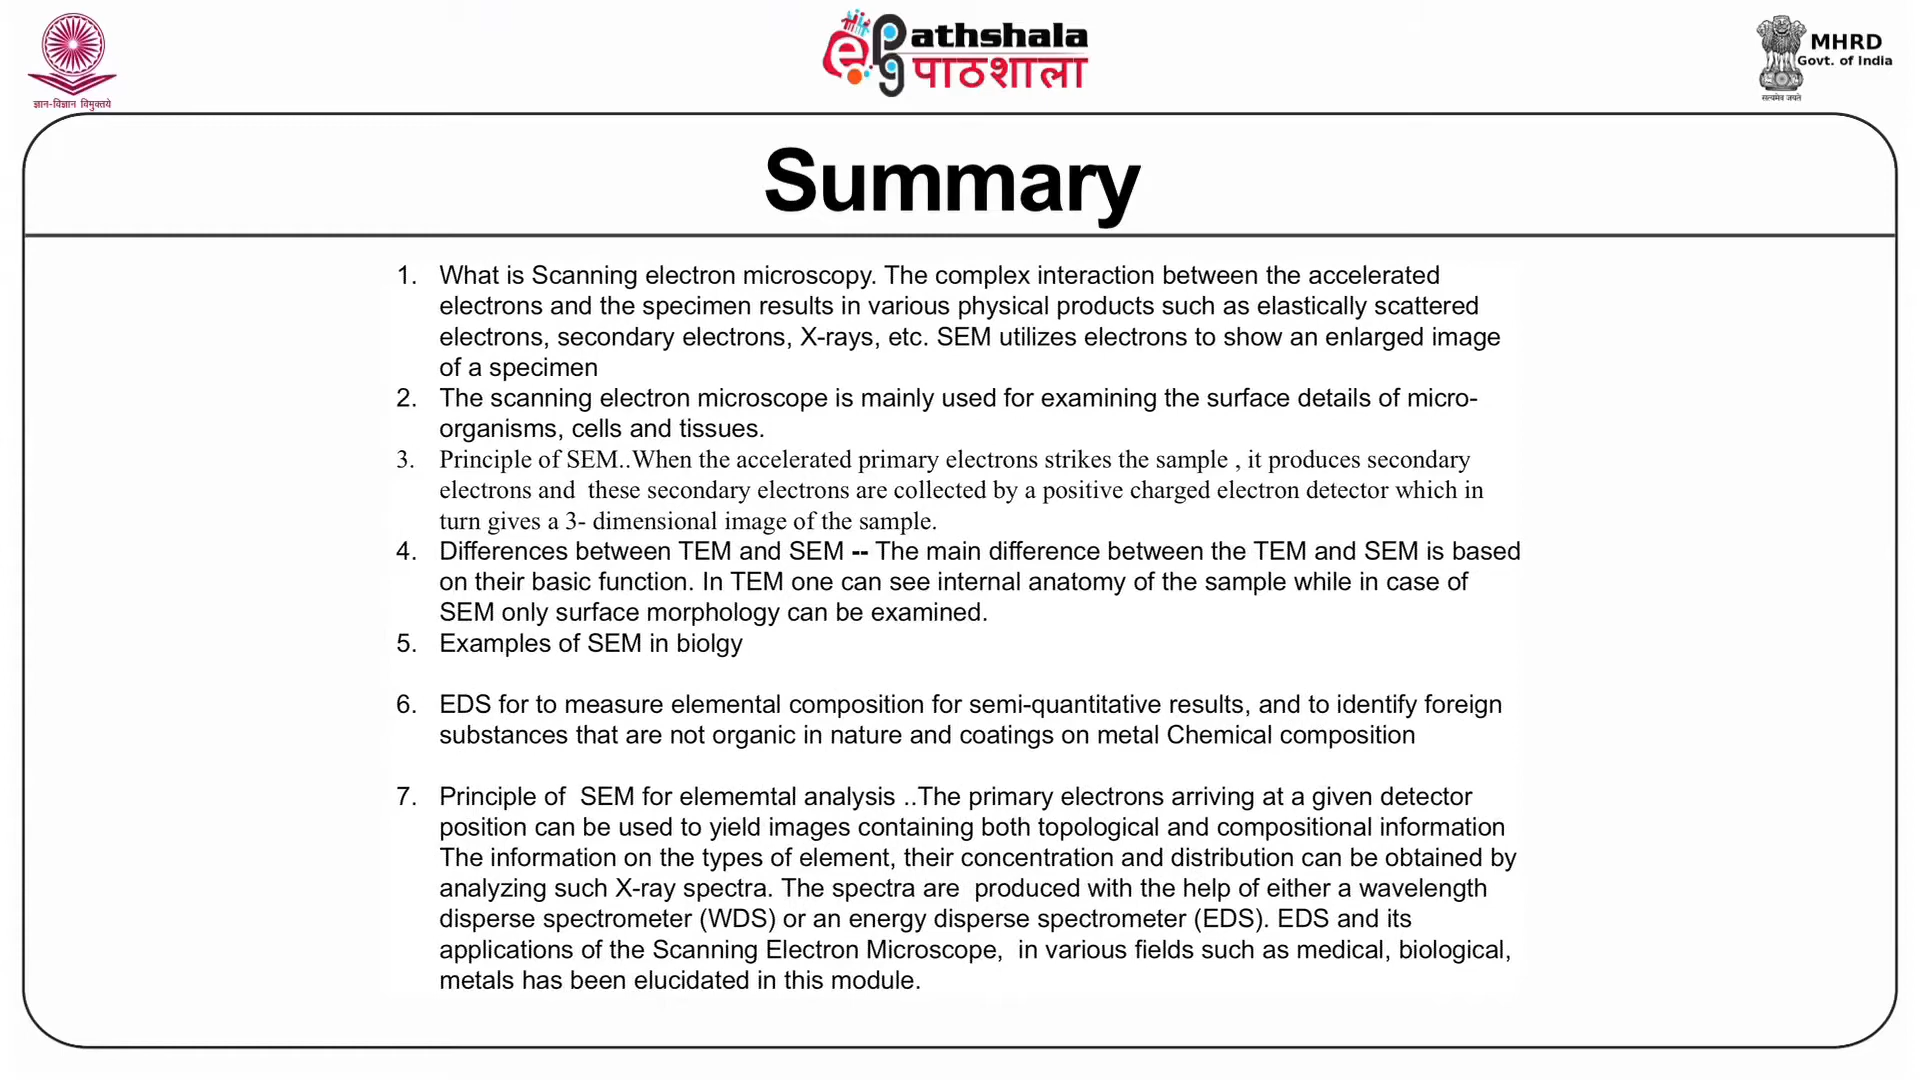 ज्ञान-विज्ञान विमुक्तये
ePathshala
पाठशाला
MHRD
Govt. of India
सत्यमेव जयते
Summary
1. What is Scanning electron microscopy. The complex interaction between the accelerated
electrons and the specimen results in various physical products such as elastically scattered
electrons, secondary electrons, X-rays, etc. SEM utilizes electrons to show an enlarged image
of a specimen
2. The scanning electron microscope is mainly used for examining the surface details of micro-
organisms, cells and tissues.
3. Principle of SEM..When the accelerated primary electrons strikes the sample , it produces secondary
electrons and  these secondary electrons are collected by a positive charged electron detector which in
turn gives a 3- dimensional image of the sample.
4. Differences between TEM and SEM -- The main difference between the TEM and SEM is based
on their basic function. In TEM one can see internal anatomy of the sample while in case of
SEM only surface morphology can be examined.
5. Examples of SEM in biolgy
6. EDS for to measure elemental composition for semi-quantitative results, and to identify foreign
substances that are not organic in nature and coatings on metal Chemical composition
7. Principle of  SEM for elememtal analysis ..The primary electrons arriving at a given detector
position can be used to yield images containing both topological and compositional information
The information on the types of element, their concentration and distribution can be obtained by
analyzing such X-ray spectra. The spectra are  produced with the help of either a wavelength
disperse spectrometer (WDS) or an energy disperse spectrometer (EDS). EDS and its
applications of the Scanning Electron Microscope,  in various fields such as medical, biological,
metals has been elucidated in this module.